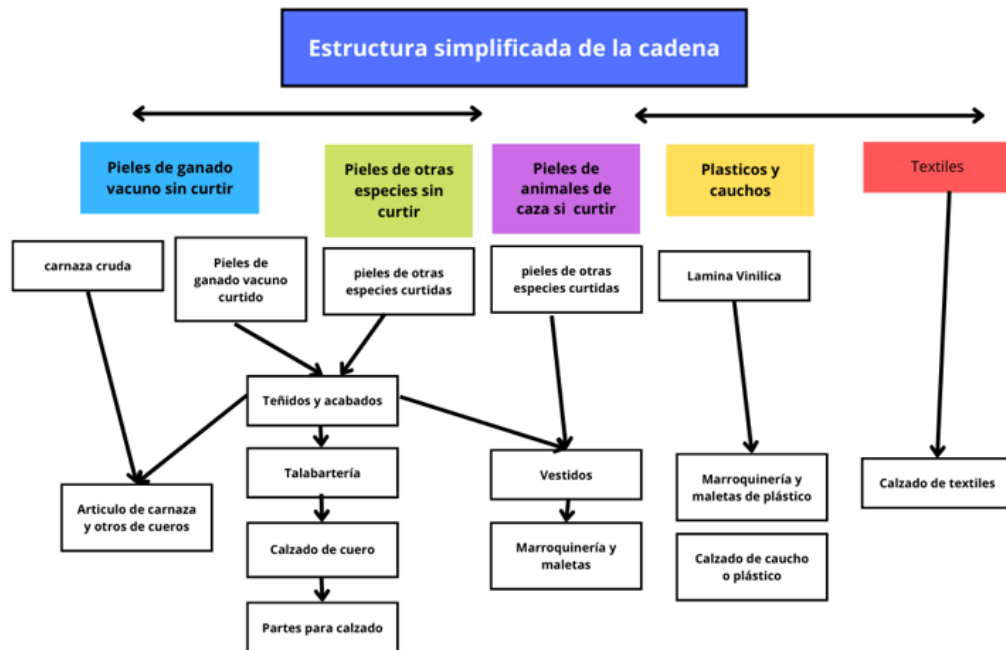 Estructura simplificada de la cadena
Pieles de ganado
vacuno sin curtir
Pieles de otras
especies sin
curtir
Pieles de
animales de
caza si curtir
Plasticos y
cauchos
Textiles
carnaza cruda
Pieles de
ganado vacuno
curtido
pieles de otras
especies curtidas
pieles de otras
especies curtidas
Lamina Vinilica
Teñidos y acabados
Talabartería
Vestidos
Marroquinería y
maletas de plástico
Calzado de textiles
Articulo de carnaza
y otros de cueros
Calzado de cuero
Marroquinería y
maletas
Calzado de caucho
o plástico
Partes para calzado